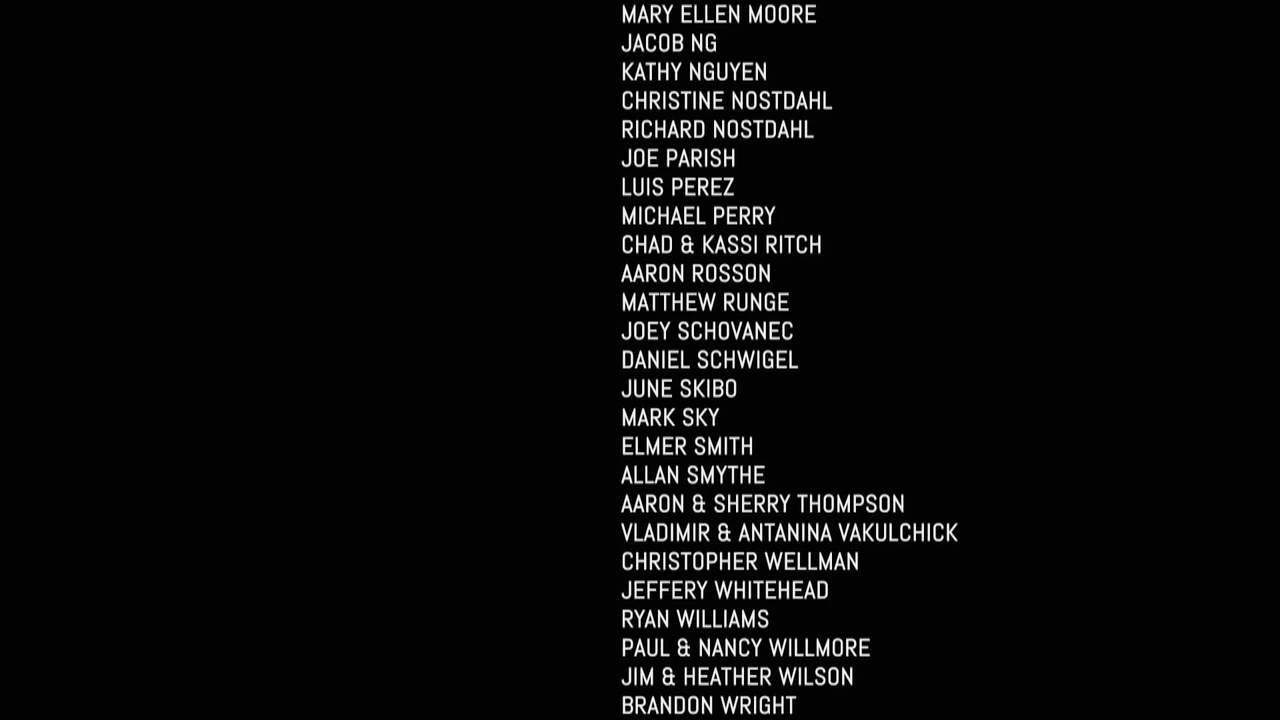 MARY ELLEN MOORE
JACOB NG
KATHY NGUYEN
CHRISTINE NOSTDAHL
RICHARD NOSTDAHL
JOE PARISH
LUIS PEREZ
MICHAEL PERRY
CHAD & KASSI RITCH
AARON ROSSON
MATTHEW RUNGE
JOEY SCHOVANEC
DANIEL SCHWIGEL
JUNE SKIBO
MARK SKY
ELMER SMITH
ALLAN SMYTHE
AARON & SHERRY THOMPSON
VLADIMIR & ANTANINA VAKULCHICK
CHRISTOPHER WELLMAN
JEFFERY WHITEHEAD
RYAN WILLIAMS
PAUL & NANCY WILLMORE
JIM & HEATHER WILSON
BRANDON WRIGHT